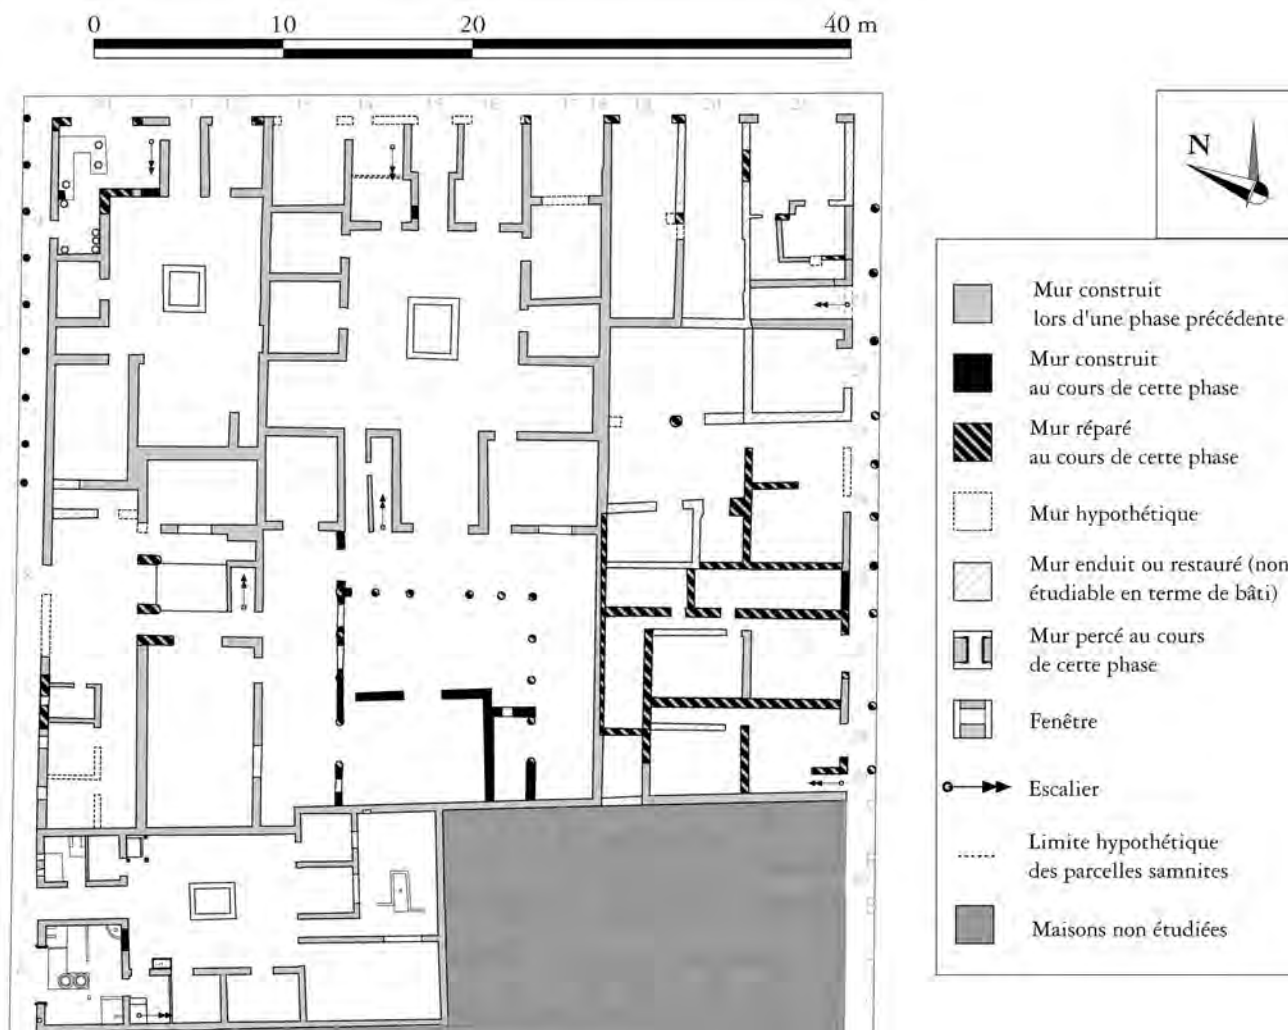 0 10 20 40 m
N
Mur construit
lors d'une phase précédente
Mur construit
au cours de cette phase
Mur réparé
au cours de cette phase
Mur hypothétique
Mur enduit ou restauré (non
étudiable en terme de bâti)
Mur percé au cours
de cette phase
Fenêtre
Escalier
Limite hypothétique
des parcelles samnites
Maisons non étudiées